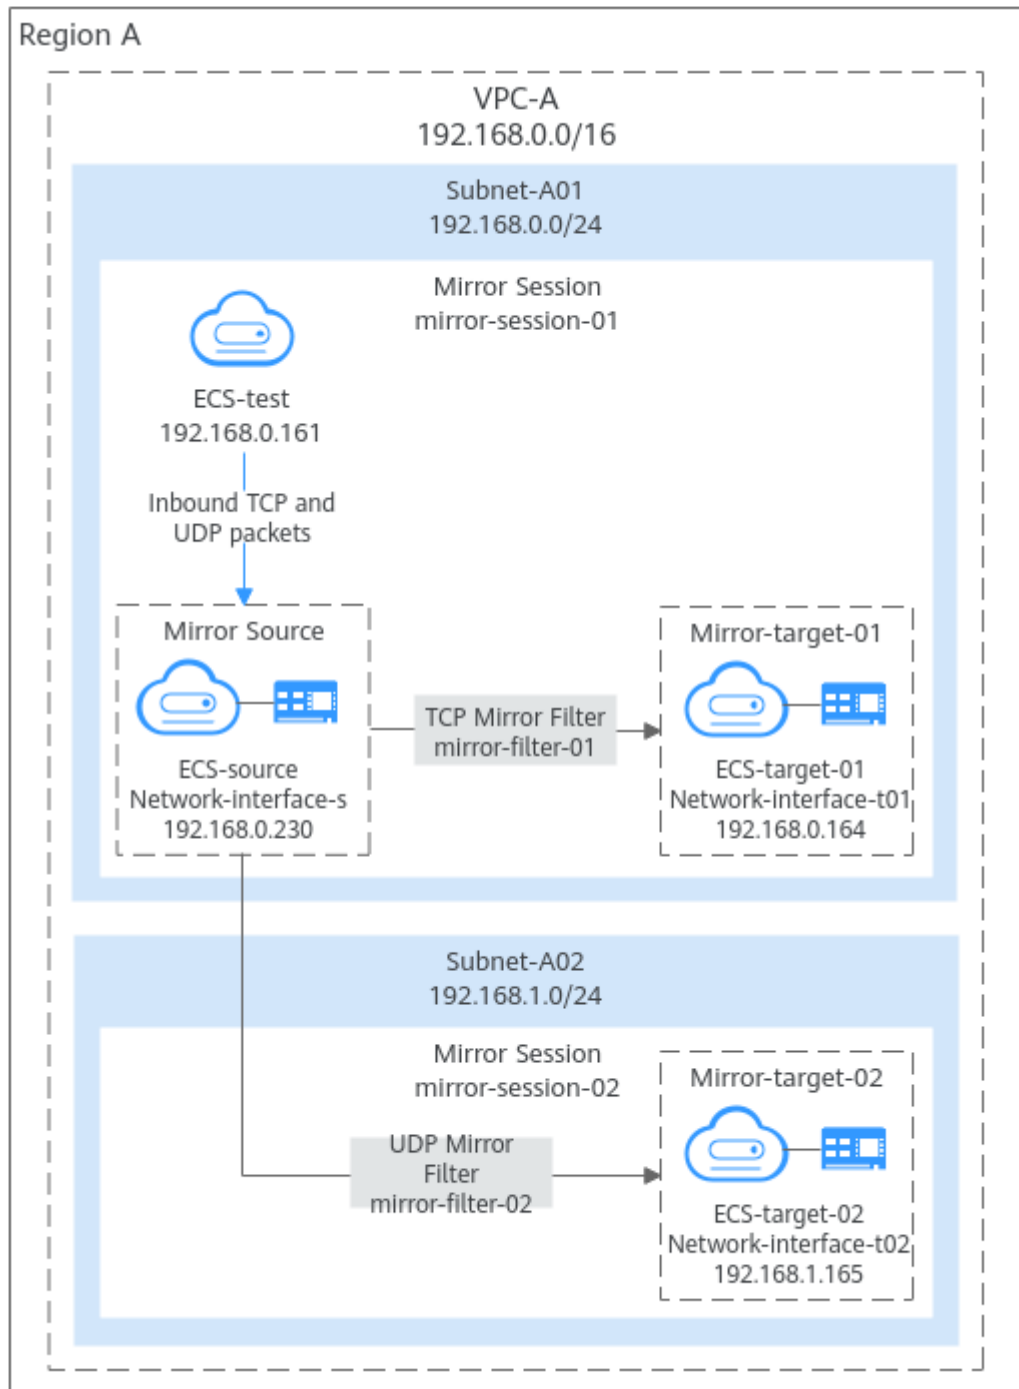 Region A
VPC-A
192.168.0.0/16
Subnet-A01
192.168.0.0/24
Mirror Session
mirror-session-01
ECS-test
192.168.0.161
Inbound TCP and
UDP packets
Mirror Source
ECS-source
Network-interface-s
192.168.0.230
TCP Mirror Filter
mirror-filter-01
Mirror-target-01
ECS-target-01
Network-interface-t01
192.168.0.164
Subnet-A02
192.168.1.0/24
Mirror Session
mirror-session-02
UDP Mirror
Filter
mirror-filter-02
Mirror-target-02
ECS-target-02
Network-interface-t02
192.168.1.165